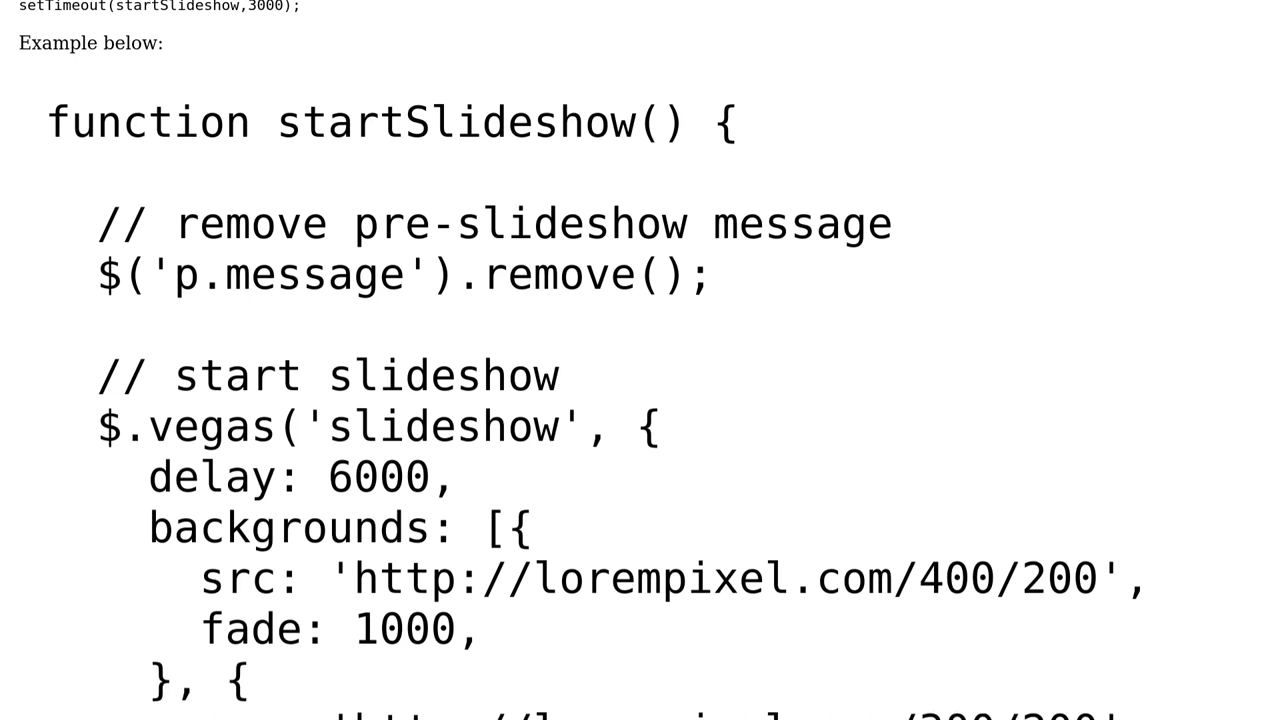 setTimeout(startSlideshow,3000);
Example below:
function startSlideshow() {
// remove pre-slideshow message
$('p.message').remove();
// start slideshow
$.vegas('slideshow', {
delay: 6000,
backgrounds: [{
src: 'http://lorempixel.com/400/200',
fade: 1000,
}, {